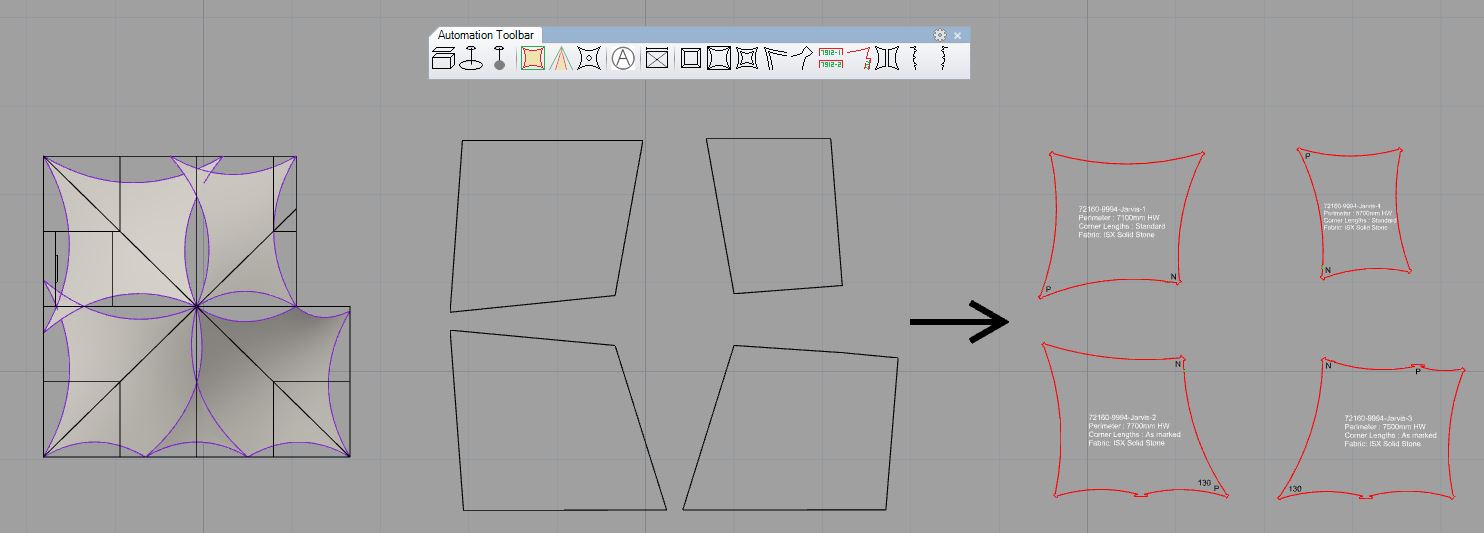 Automation Toolbar
A
7912-1
7912-2
72160-9994-Jarvis-1
Perimeter : 7100mm HW
Corner Lengths : Standard
Fabric: ISX Solid Stone
N
P
P
72160-9994-Jarvis-4
Perimeter : 6700mm HW
Corner Lengths : Standard
Fabric: ISX Solid Stone
N
N
72160-9994-Jarvis-2
Perimeter : 7700mm HW
Corner Lengths : As marked
Fabric: ISX Solid Stone
130
P
N
P
72160-9994-Jarvis-3
Perimeter : 7500mm HW
Corner Lengths : As marked
Fabric: ISX Solid Stone
130